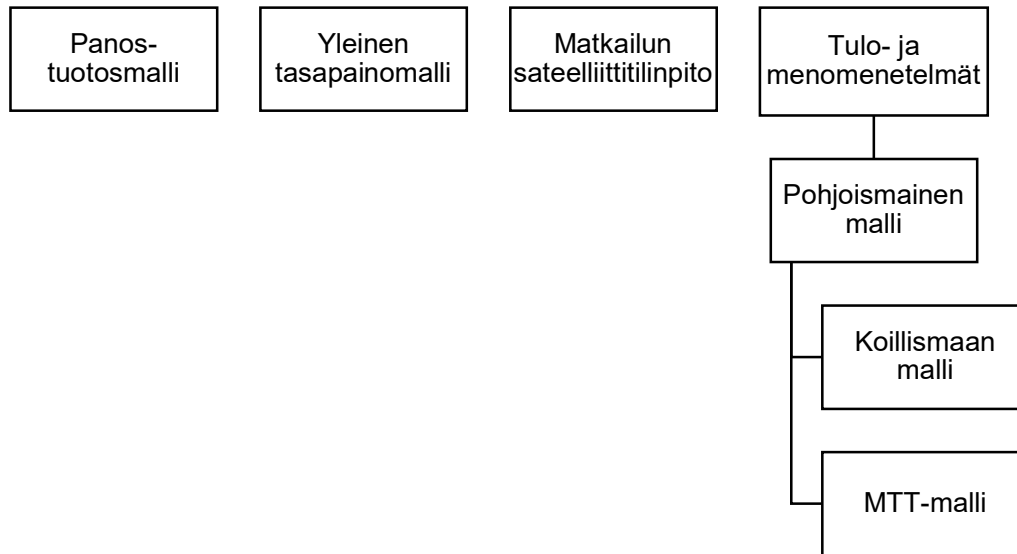 Panos-
tuotosmalli
Yleinen
tasapainomalli
Matkailun
sateelliittitilinpito
Tulo- ja
menomenetelmät
Pohjoismainen
malli
Koillismaan
malli
MTT-malli